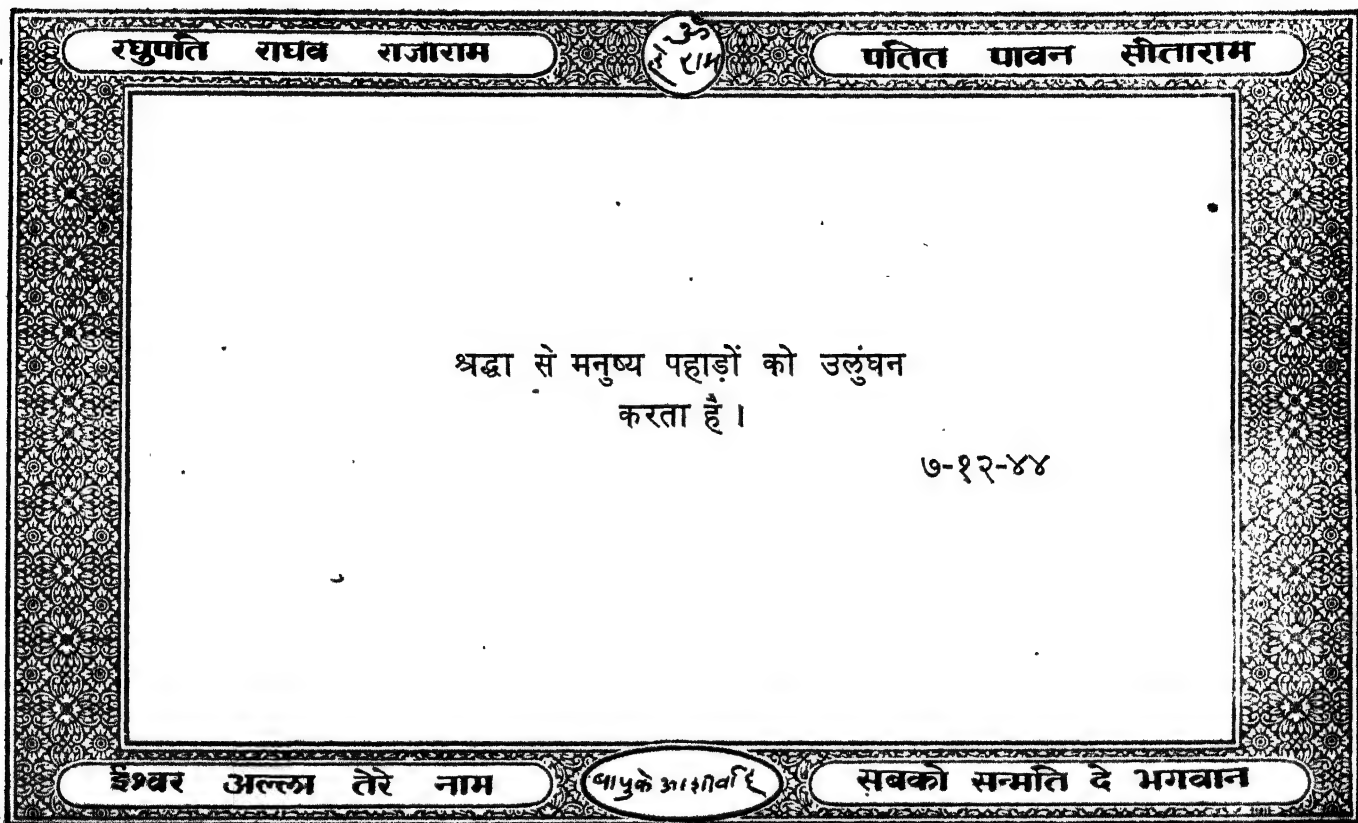 रघुपति राघव राजाराम
ॐ
हे राम
पतित पावन सीताराम
श्रद्धा से मनुष्य पहाड़ों को उलुंघन
करता है ।
७-१२-४४
ईश्वर अल्ला तेरे नाम
बापुके आशीर्वाद
सबको सन्मति दे भगवान